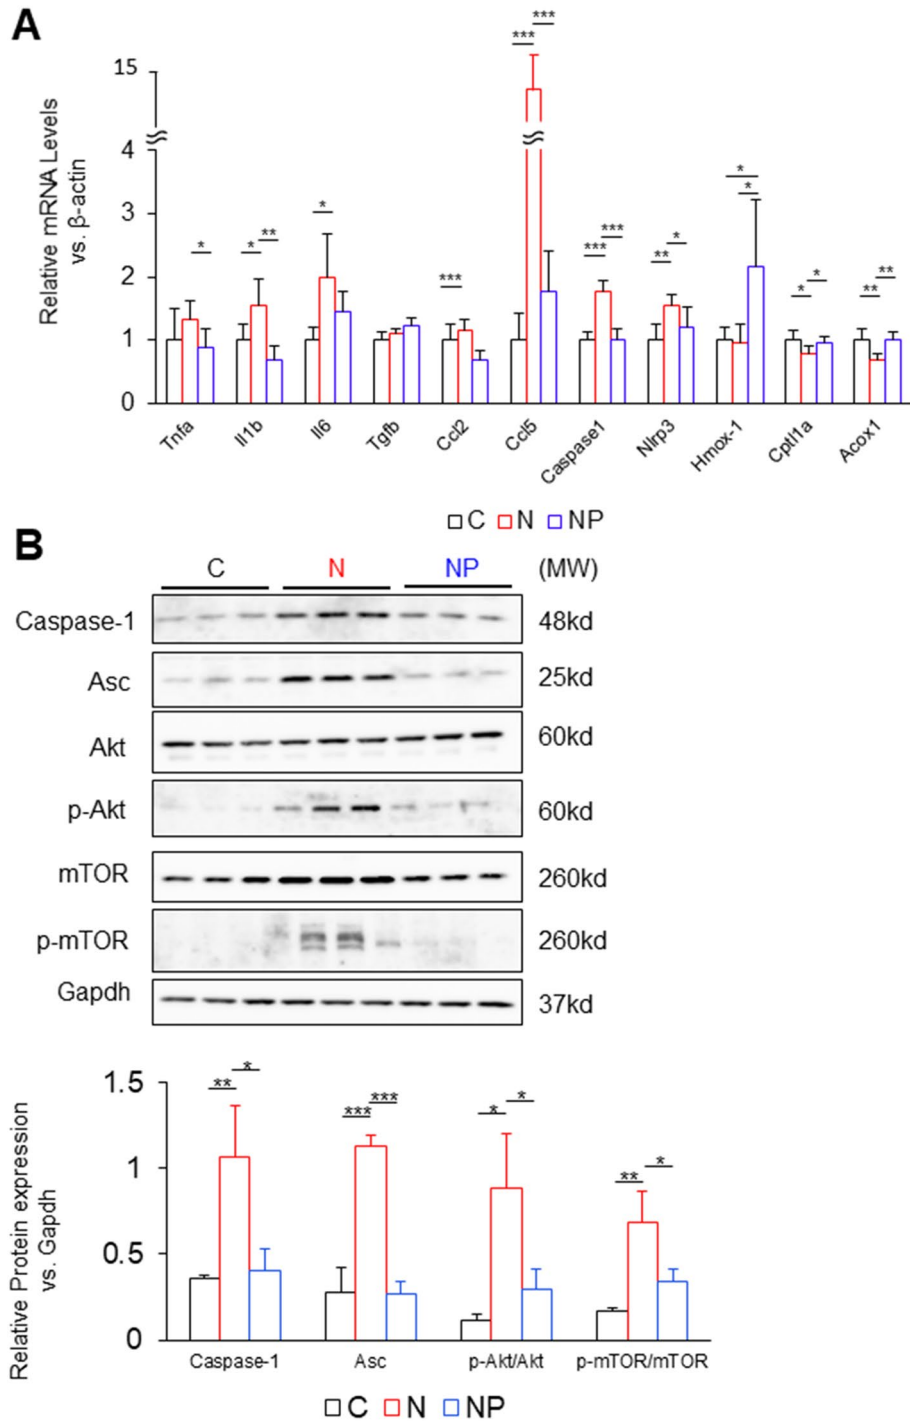 A
Relative mRNA Levels
vs. β-actin
15
4
3
2
1
0
*
* **
*
***
*** ***
*** ***
** *
*
*
* *
** **
Tnfa Il1b Il6 Tgfb Ccl2 Ccl5 Caspase1 Nlrp3 Hmox-1 Cptl1a Acox1
C N NP
B
C N NP (MW)
Caspase-1 48kd
Asc 25kd
Akt 60kd
p-Akt 60kd
mTOR 260kd
p-mTOR 260kd
Gapdh 37kd
Relative Protein expression
vs. Gapdh
1.5
1
0.5
0
** *
*** ***
* *
** *
Caspase-1 Asc p-Akt/Akt p-mTOR/mTOR
C N NP